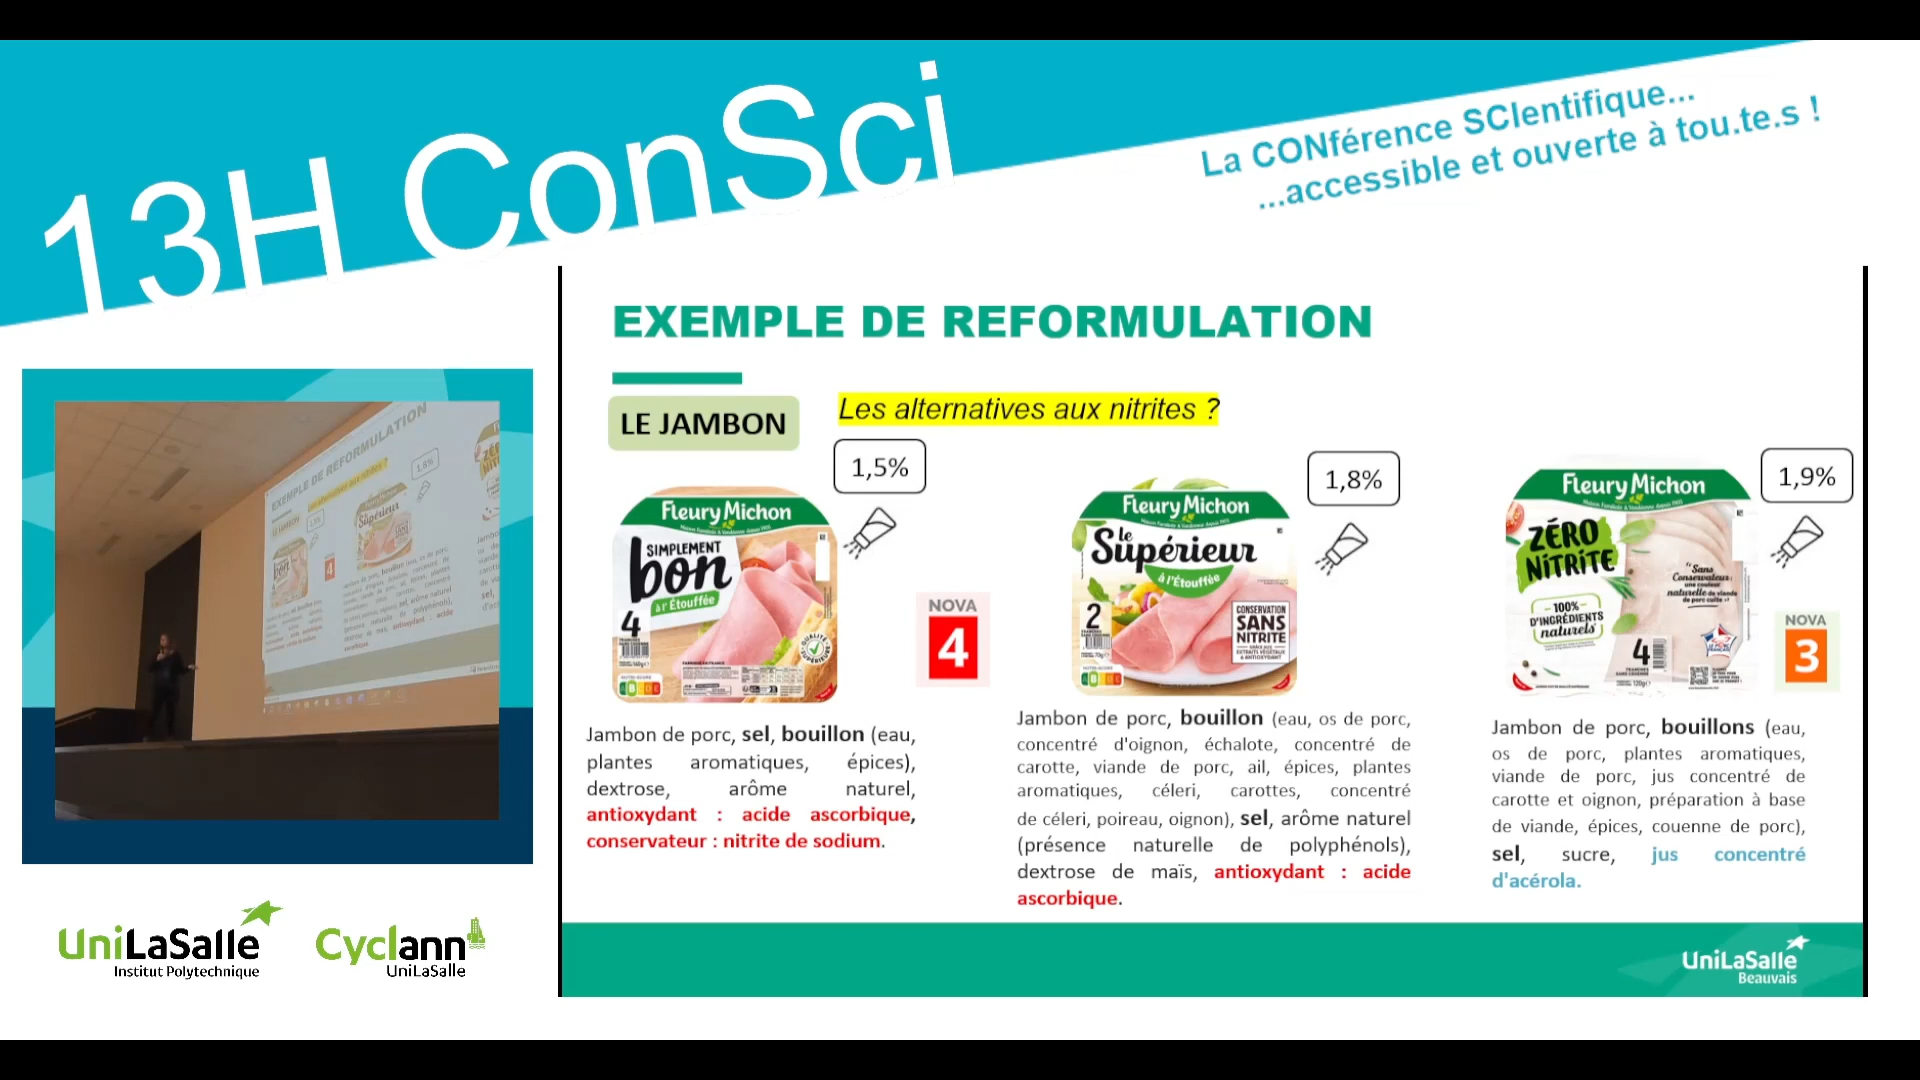 13H ConSci
La CONférence SCIentifique...
...accessible et ouverte à tou.te.s !
EXEMPLE DE REFORMULATION
LE JAMBON
Les alternatives aux nitrites ?
1,5%
Fleury Michon
SIMPLEMENT
bon
à l'Étouffée
4
NOVA
4
Jambon de porc, sel, bouillon (eau,
plantes aromatiques, épices),
dextrose, arôme naturel,
antioxydant : acide ascorbique,
conservateur : nitrite de sodium.
1,8%
Fleury Michon
le
Supérieur
à l'Étouffée
2
CONSERVATION
SANS
NITRITE
Jambon de porc, bouillon (eau, os de porc,
concentré d'oignon, échalote, concentré de
carotte, viande de porc, ail, épices, plantes
aromatiques, céleri, carottes, concentré
de céleri, poireau, oignon), sel, arôme naturel
(présence naturelle de polyphénols),
dextrose de maïs, antioxydant : acide
ascorbique.
1,9%
Fleury Michon
ZÉRO
NiTRiTE
100%
D'INGRÉDIENTS
naturels
"Sans
Conservateur:
une couleur
naturelle de viande
de porc cuite"
4
NOVA
3
Jambon de porc, bouillons (eau,
os de porc, plantes aromatiques,
viande de porc, jus concentré de
carotte et oignon, préparation à base
de viande, épices, couenne de porc),
sel, sucre, jus concentré
d'acérola.
UniLaSalle
Institut Polytechnique
Cyclann
UniLaSalle
UniLaSalle
Beauvais